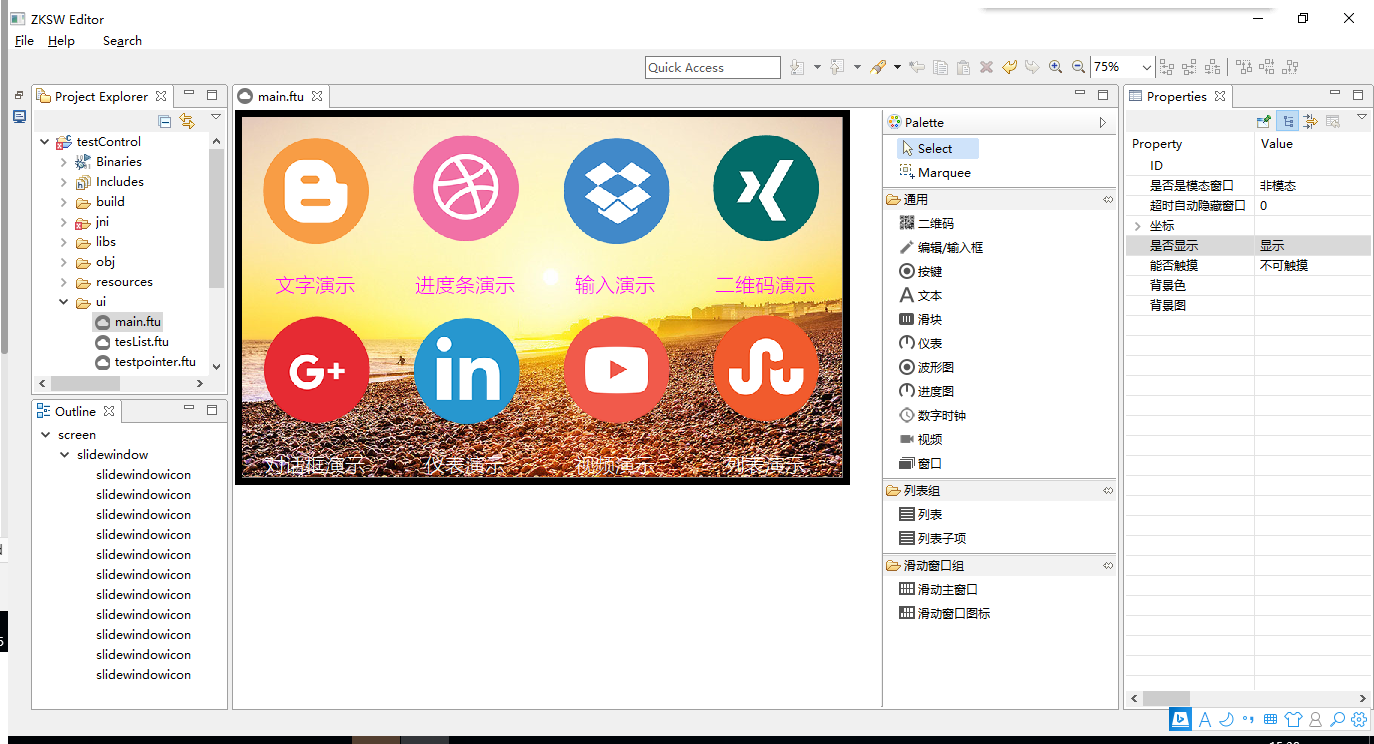 ZKSW Editor
File Help Search
Quick Access
75%
Project Explorer
testControl
Binaries
Includes
build
jni
libs
obj
resources
ui
main.ftu
tesList.ftu
testpointer.ftu
Outline
screen
slidewindow
slidewindowicon
slidewindowicon
slidewindowicon
slidewindowicon
slidewindowicon
slidewindowicon
slidewindowicon
slidewindowicon
slidewindowicon
slidewindowicon
slidewindowicon
main.ftu
文字演示 进度条演示 输入演示 二维码演示
G+ in
对话框演示 仪表演示 视频演示 列表演示
Palette
Select
Marquee
通用
二维码
编辑/输入框
按键
文本
滑块
仪表
波形图
进度图
数字时钟
视频
窗口
列表组
列表
列表子项
滑动窗口组
滑动主窗口
滑动窗口图标
Properties
Property Value
ID
是否是模态窗口 非模态
超时自动隐藏窗口 0
坐标
是否显示 显示
能否触摸 不可触摸
背景色
背景图